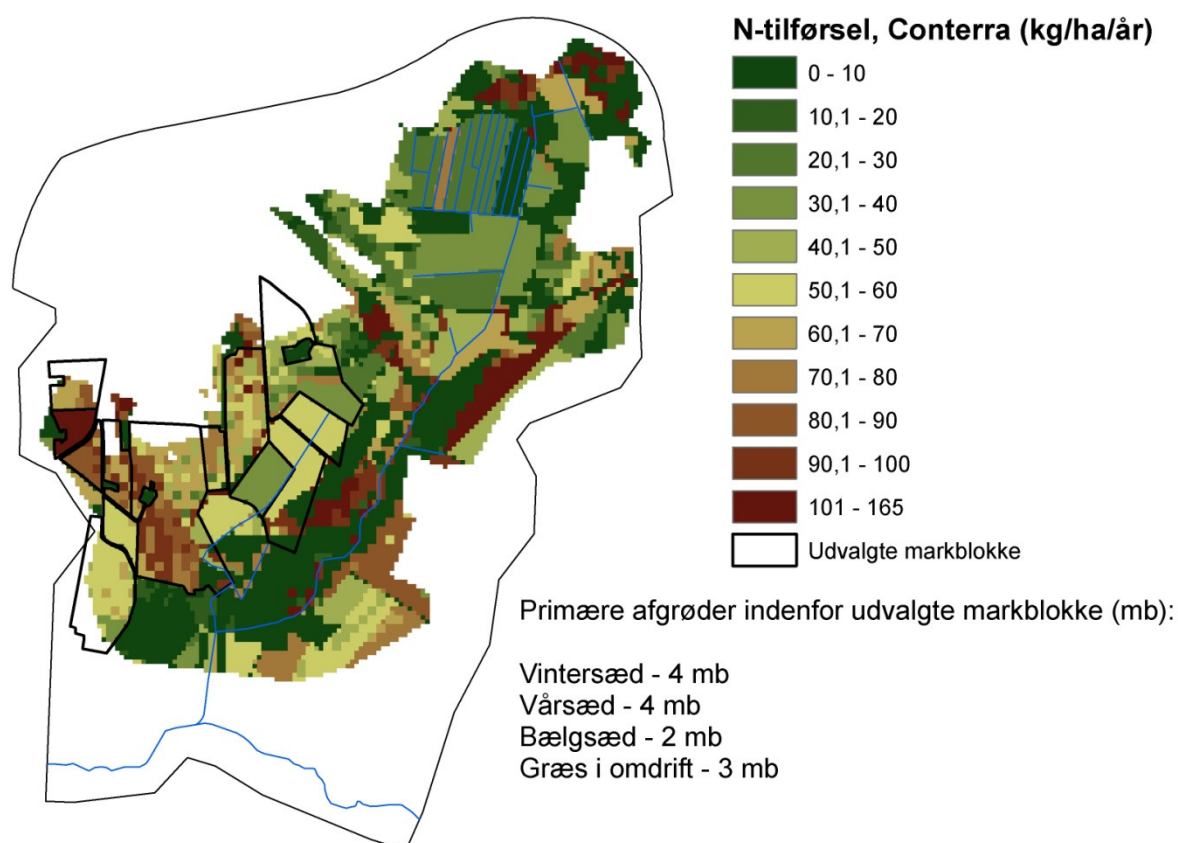 N-tilførsel, Conterra (kg/ha/år)
0 - 10
10,1 - 20
20,1 - 30
30,1 - 40
40,1 - 50
50,1 - 60
60,1 - 70
70,1 - 80
80,1 - 90
90,1 - 100
101 - 165
Udvalgte markblokke
Primære afgrøder indenfor udvalgte markblokke (mb):
Vintersæd - 4 mb
Vårsæd - 4 mb
Bælgsæd - 2 mb
Græs i omdrift - 3 mb